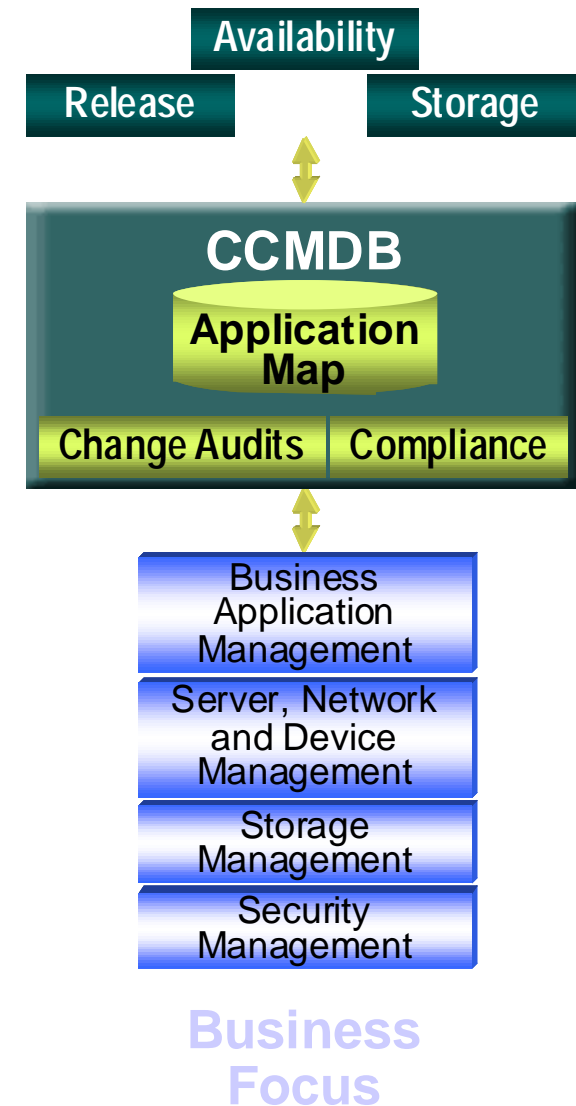 Availability
Release Storage
CCMDB
Application
Map
Change Audits Compliance
Business
Application
Management
Server, Network
and Device
Management
Storage
Management
Security
Management
Business
Focus